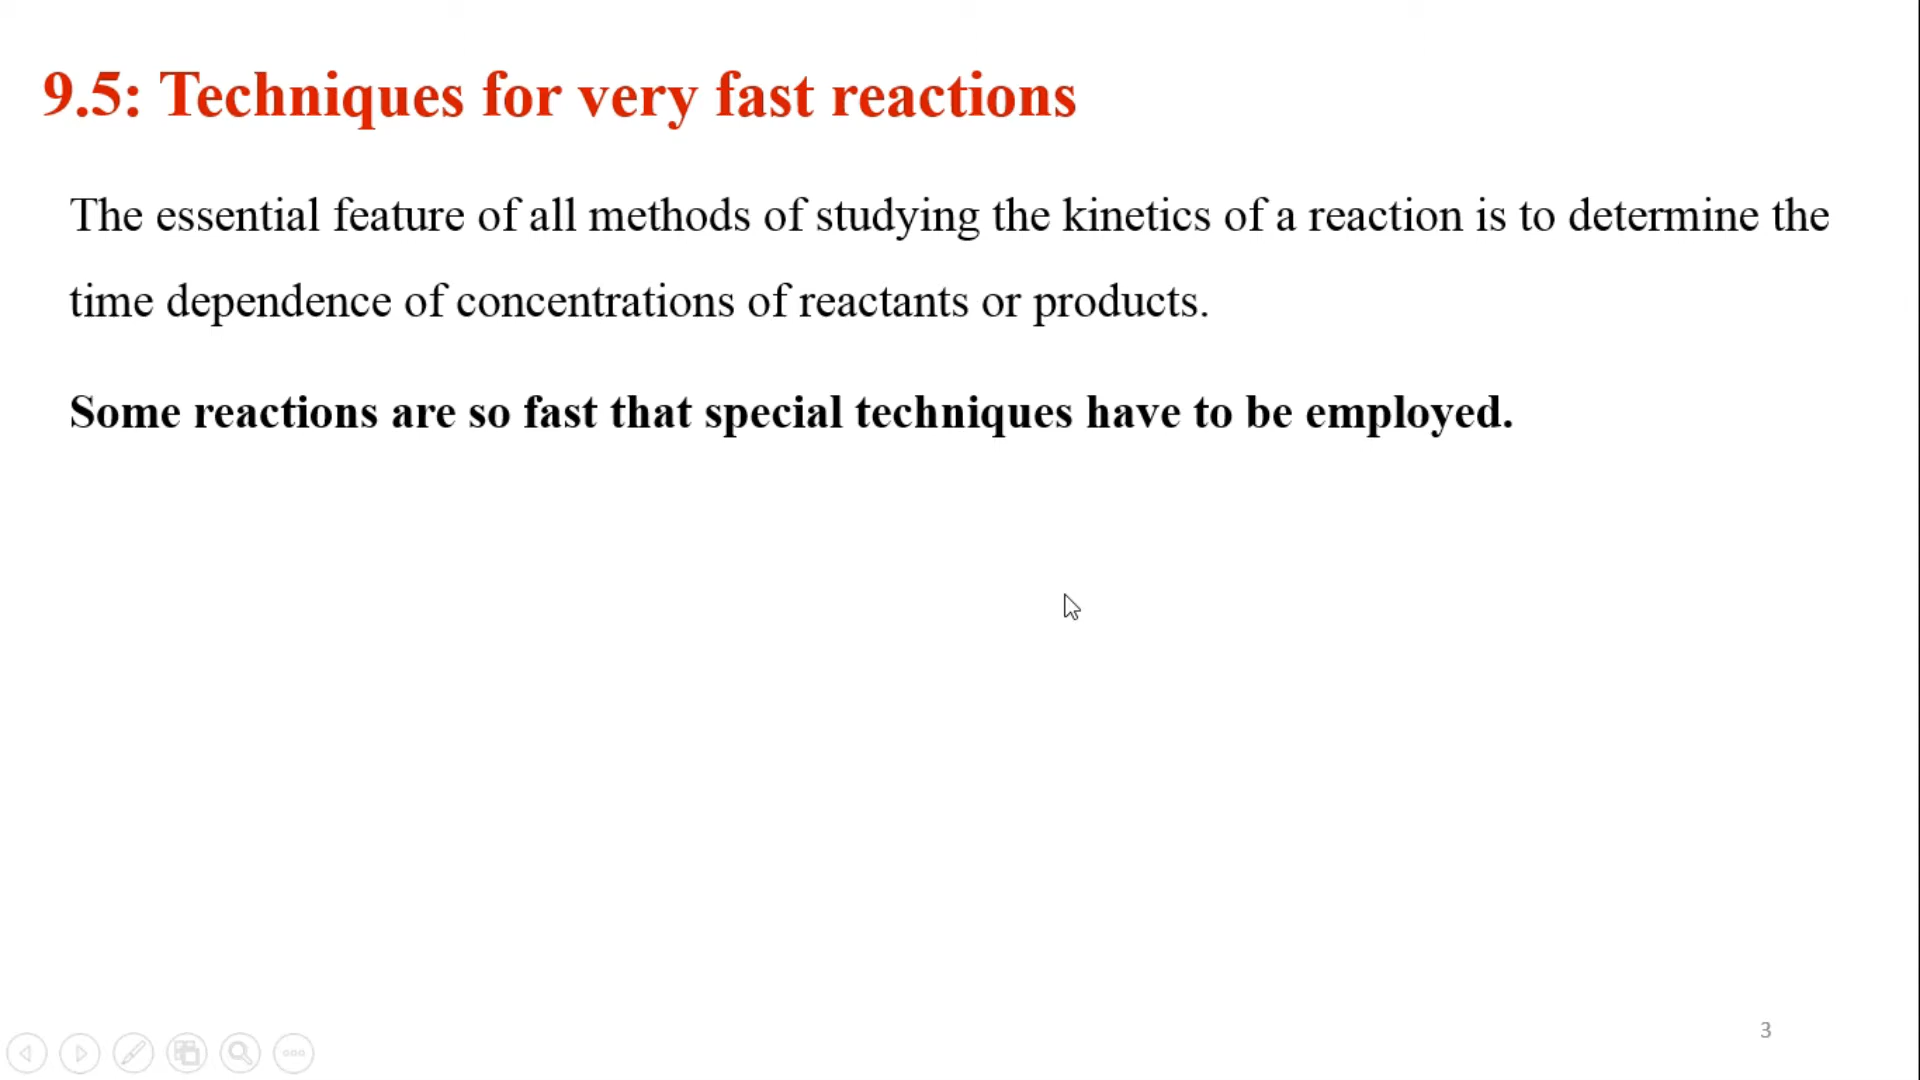 9.5: Techniques for very fast reactions
The essential feature of all methods of studying the kinetics of a reaction is to determine the
time dependence of concentrations of reactants or products.
Some reactions are so fast that special techniques have to be employed.
3